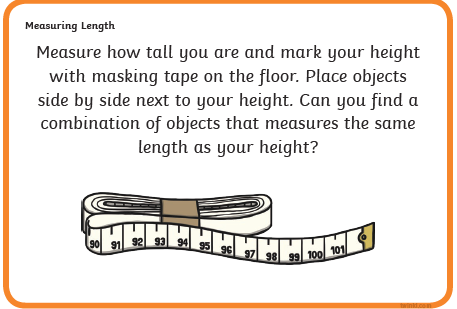 Measuring Length
Measure how tall you are and mark your height
with masking tape on the floor. Place objects
side by side next to your height. Can you find a
combination of objects that measures the same
length as your height?
90 91 92 93 94 95 96 97 98 99 100 101
twinkl.com